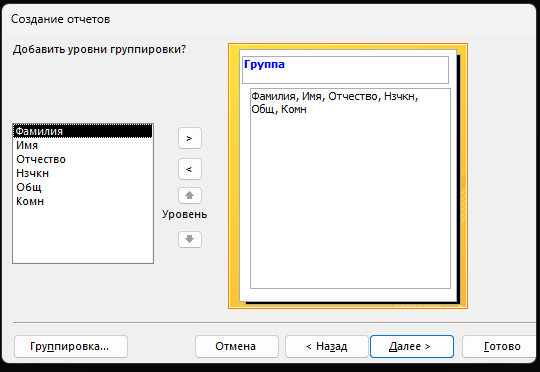 Создание отчетов
Добавить уровни группировки?
Группа
Фамилия, Имя, Отчество, Нзчкн,
Общ, Комн
Фамилия
Имя
Отчество
Нзчкн
Общ
Комн
>
<
Уровень
Группировка...
Отмена
< Назад
Далее >
Готово